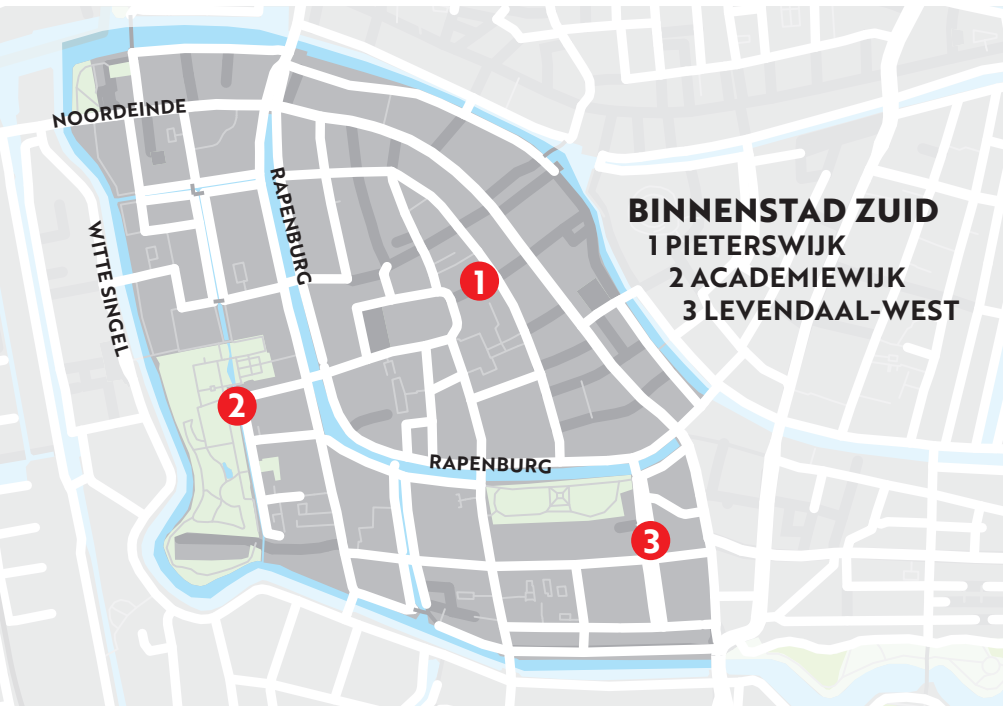 NOORDEINDE
RAPENBURG
WITTE SINGEL
BINNENSTAD ZUID
1 PIETERSWIJK
2 ACADEMIEWIJK
3 LEVENDAAL-WEST
1
2
RAPENBURG
3